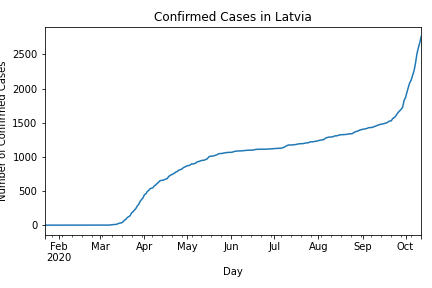 Confirmed Cases in Latvia
Number of Confirmed Cases
2500
2000
1500
1000
500
0
Feb Mar Apr May Jun Jul Aug Sep Oct
2020
Day